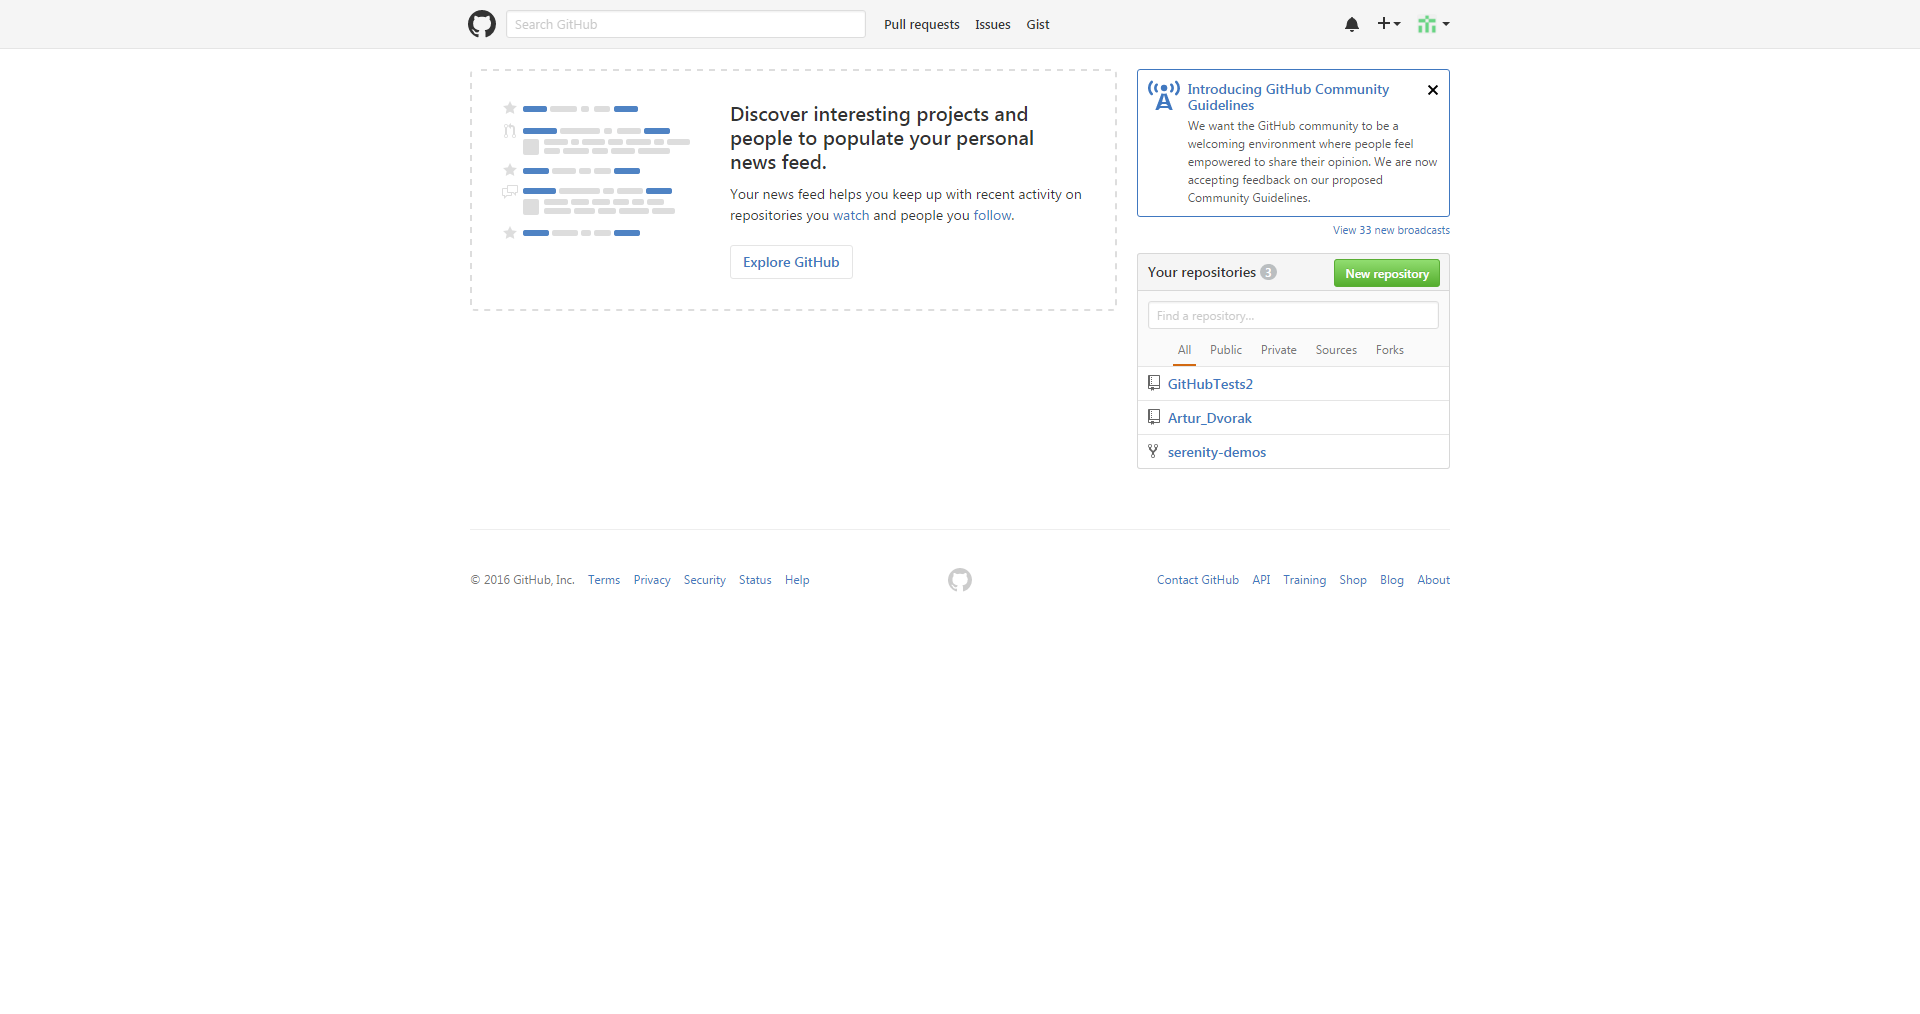 Search GitHub
Pull requests
Issues
Gist
Discover interesting projects and
people to populate your personal
news feed.
Your news feed helps you keep up with recent activity on
repositories you watch and people you follow.
Explore GitHub
Introducing GitHub Community
Guidelines
We want the GitHub community to be a
welcoming environment where people feel
empowered to share their opinion. We are now
accepting feedback on our proposed
Community Guidelines.
View 33 new broadcasts
Your repositories 3
New repository
Find a repository...
All Public Private Sources Forks
GitHubTests2
Artur_Dvorak
serenity-demos
© 2016 GitHub, Inc. Terms Privacy Security Status Help
Contact GitHub API Training Shop Blog About